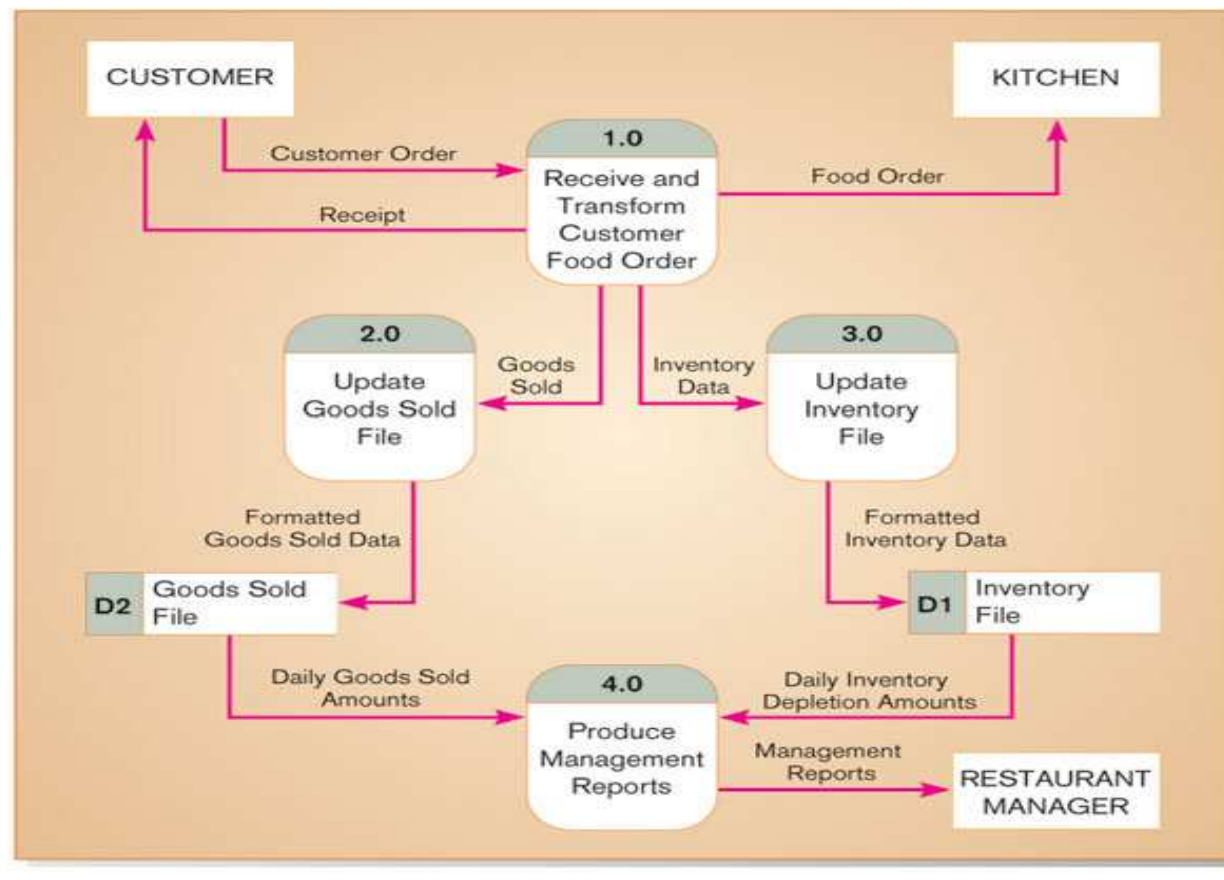 CUSTOMER
KITCHEN
1.0
Receive and
Transform
Customer
Food Order
Customer Order
Receipt
Food Order
2.0
Update
Goods Sold
File
Goods
Sold
Inventory
Data
3.0
Update
Inventory
File
Formatted
Goods Sold Data
Formatted
Inventory Data
D2
Goods Sold
File
D1
Inventory
File
Daily Goods Sold
Amounts
4.0
Produce
Management
Reports
Daily Inventory
Depletion Amounts
Management
Reports
RESTAURANT
MANAGER